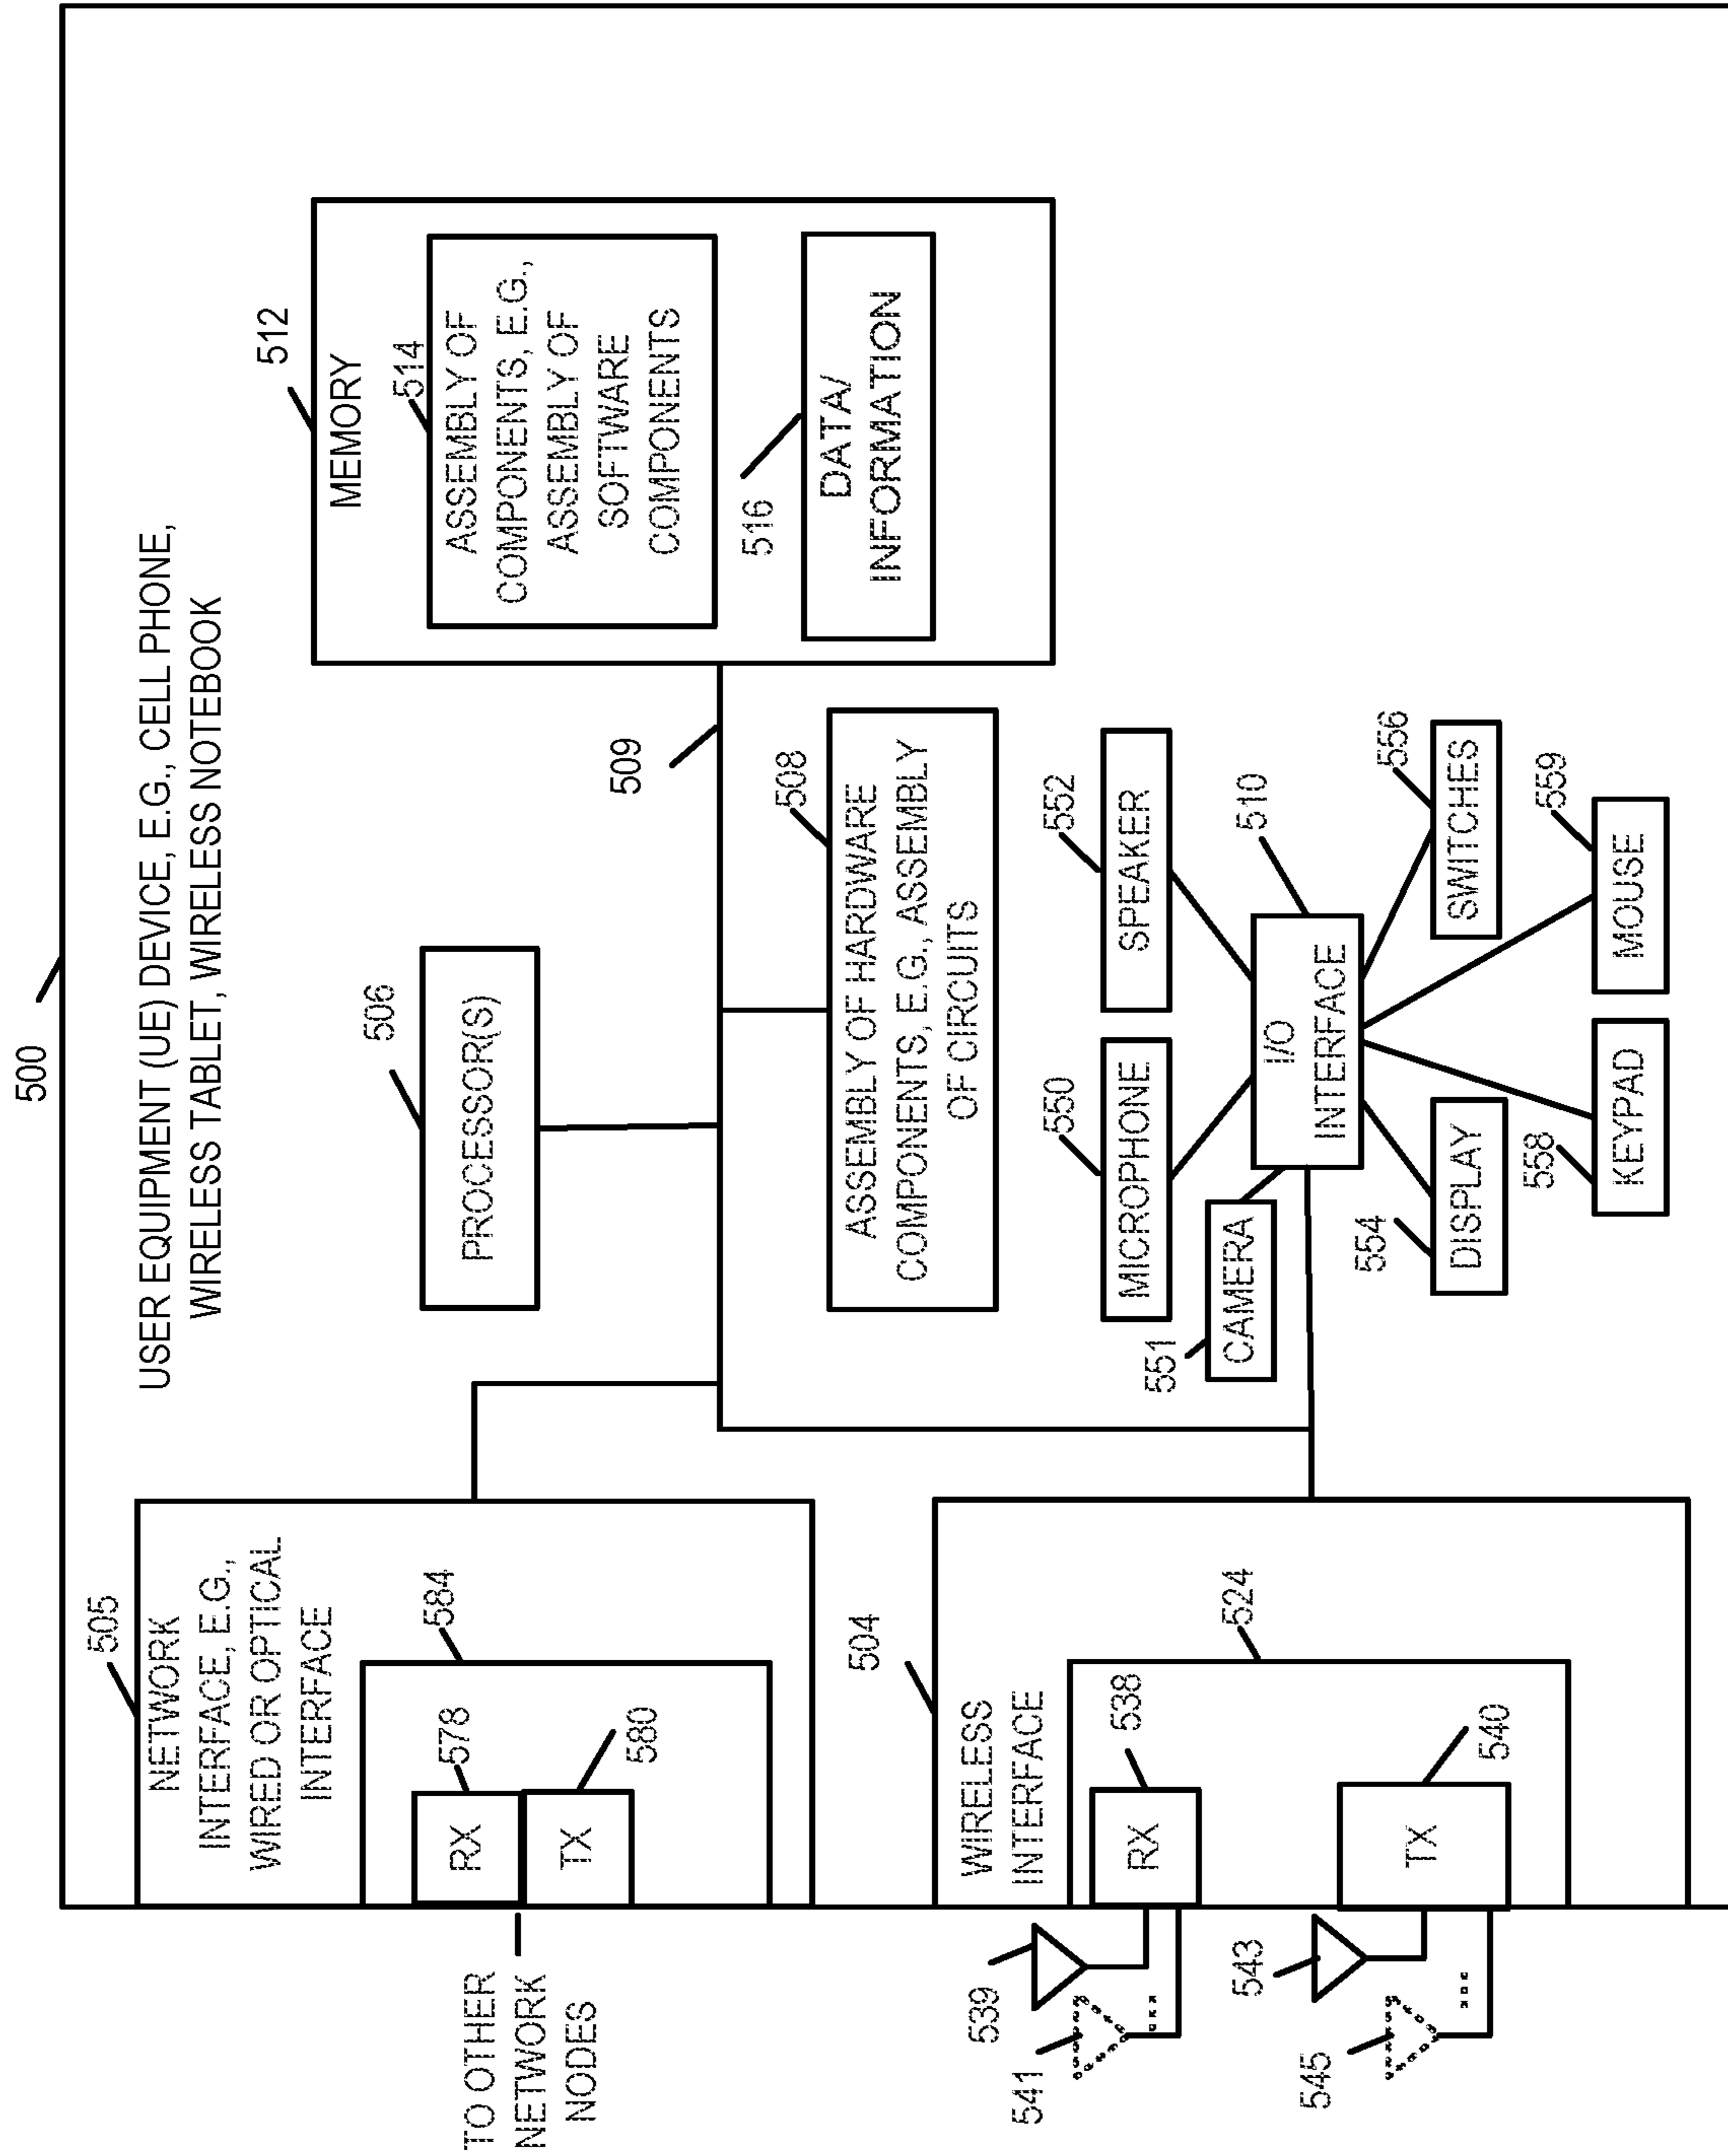 500
USER EQUIPMENT (UE) DEVICE, E.G., CELL PHONE,
WIRELESS TABLET, WIRELESS NOTEBOOK
505
NETWORK
INTERFACE, E.G.,
WIRED OR OPTICAL
INTERFACE
584
578
RX
TX
580
TO OTHER
NETWORK
NODES
506
PROCESSOR(S)
512
MEMORY
514
ASSEMBLY OF
COMPONENTS, E.G.,
ASSEMBLY OF
SOFTWARE
COMPONENTS
516
DATA/
INFORMATION
509
508
ASSEMBLY OF HARDWARE
COMPONENTS, E.G., ASSEMBLY
OF CIRCUITS
504
WIRELESS
INTERFACE
524
538
RX
540
TX
539
541
...
543
545
...
550
MICROPHONE
552
SPEAKER
551
CAMERA
510
I/O
INTERFACE
554
DISPLAY
556
SWITCHES
558
KEYPAD
559
MOUSE